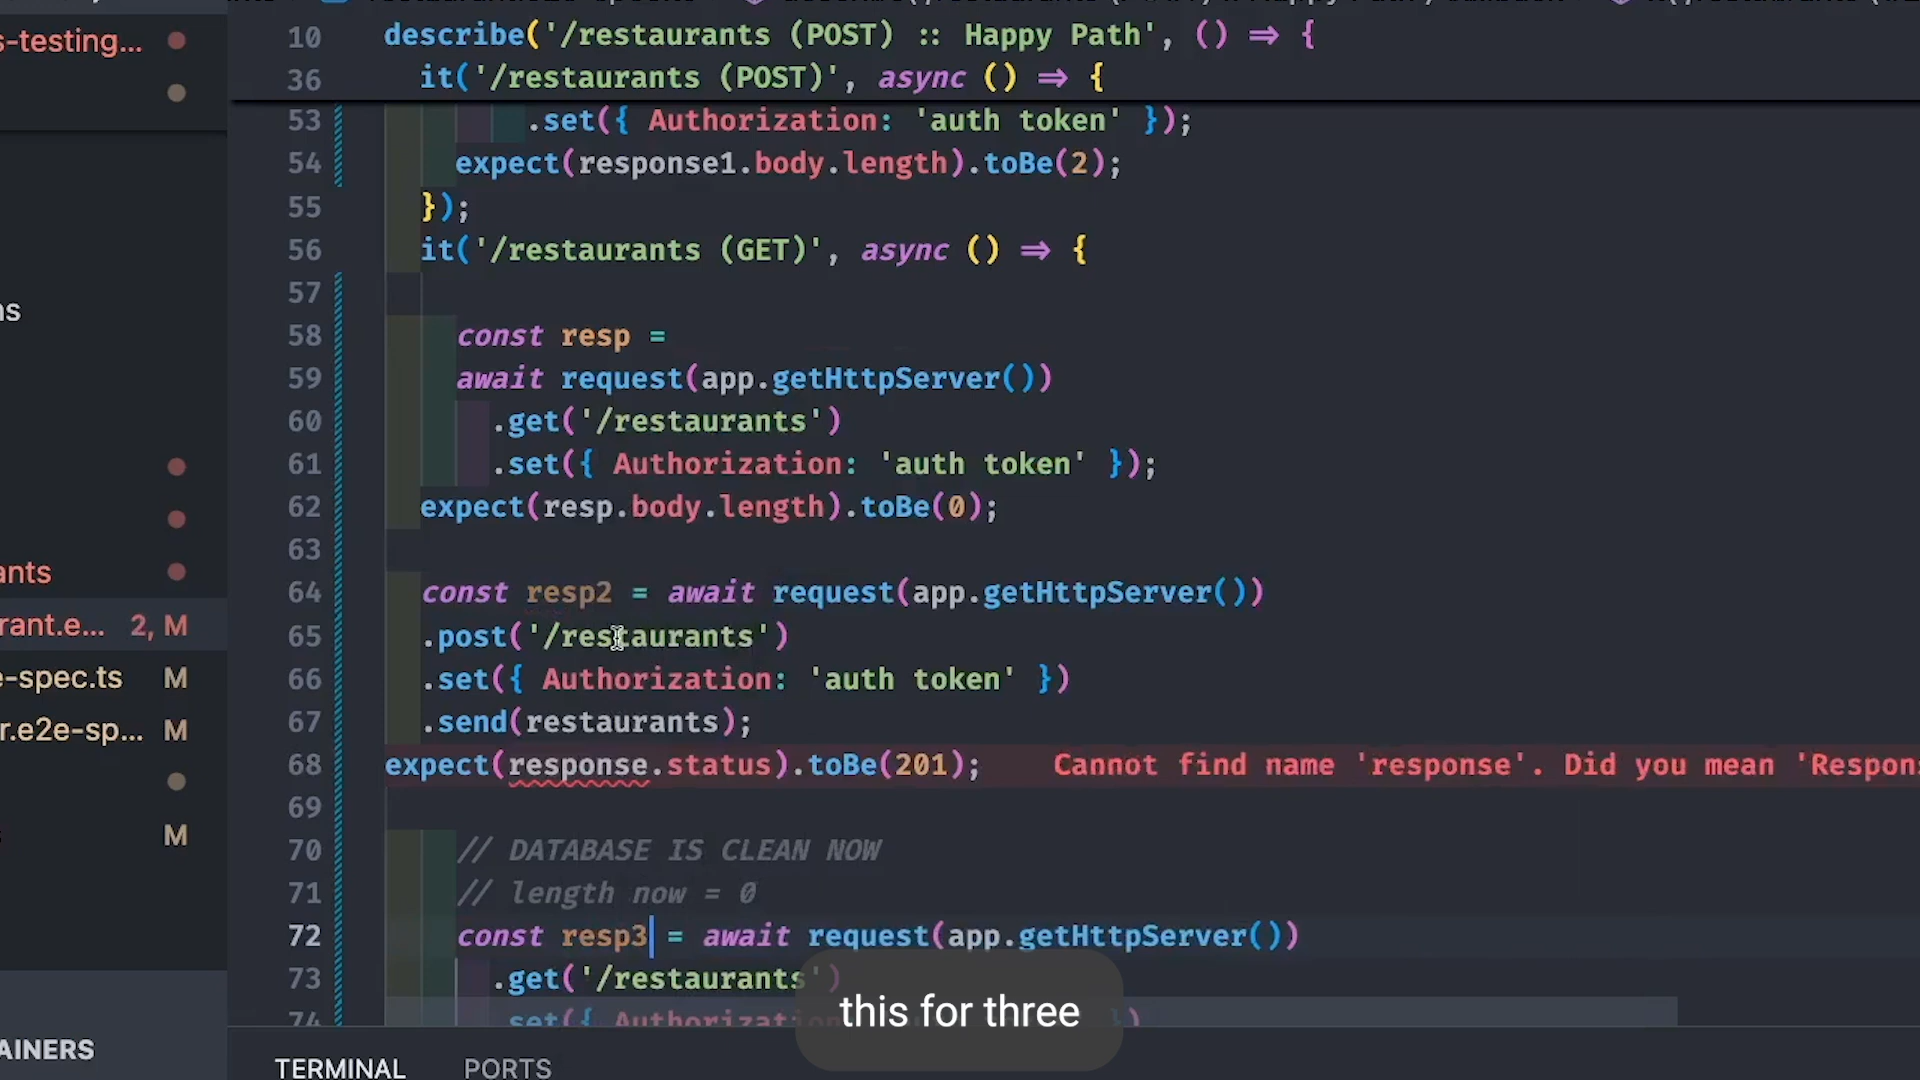 s-testing...
10 describe('/restaurants (POST) :: Happy Path', () => {
36 it('/restaurants (POST)', async () => {
53 .set({ Authorization: 'auth token' });
54 expect(response1.body.length).toBe(2);
55 });
56 it('/restaurants (GET)', async () => {
57
58 const resp =
59 await request(app.getHttpServer())
60 .get('/restaurants')
61 .set({ Authorization: 'auth token' });
62 expect(resp.body.length).toBe(0);
63
64 const resp2 = await request(app.getHttpServer())
65 .post('/restaurants')
66 .set({ Authorization: 'auth token' })
67 .send(restaurants);
68 expect(response.status).toBe(201); Cannot find name 'response'. Did you mean 'Respons
69
70 // DATABASE IS CLEAN NOW
71 // length now = 0
72 const resp3 = await request(app.getHttpServer())
73 .get('/restaurants')
74 .set({ Authorization })
ns
ants
rant.e... 2, M
e-spec.ts M
r.e2e-sp... M
M
AINERS
this for three
TERMINAL PORTS